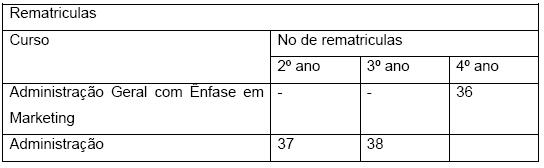 Rematriculas
Curso No de rematriculas
2º ano 3º ano 4º ano
Administração Geral com Ênfase em
Marketing - - 36
Administração 37 38